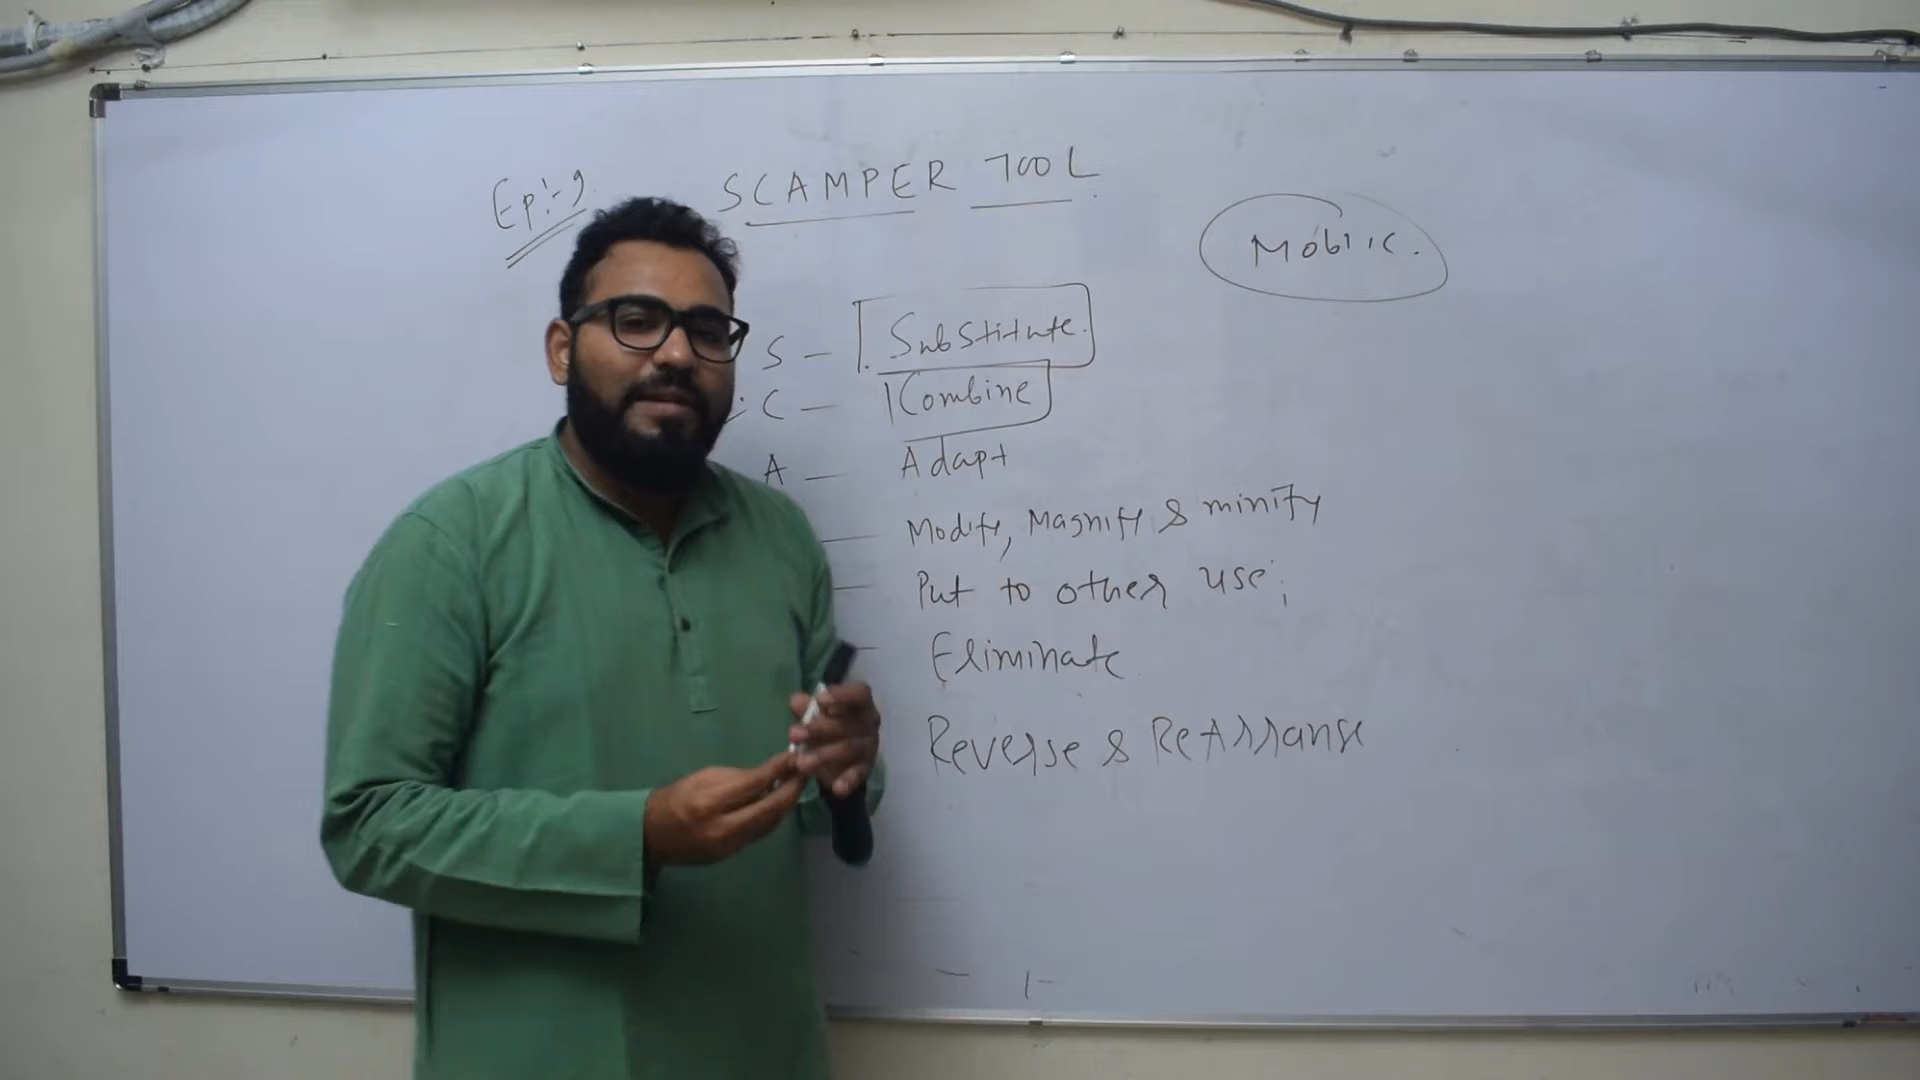 Ep:-9
SCAMPER TOOL
Mobile.
S - Substitute.
C - Combine
A - Adapt
- Modify, Magnify & minify
- Put to other use;
- Eliminate
Reverse & ReArrange